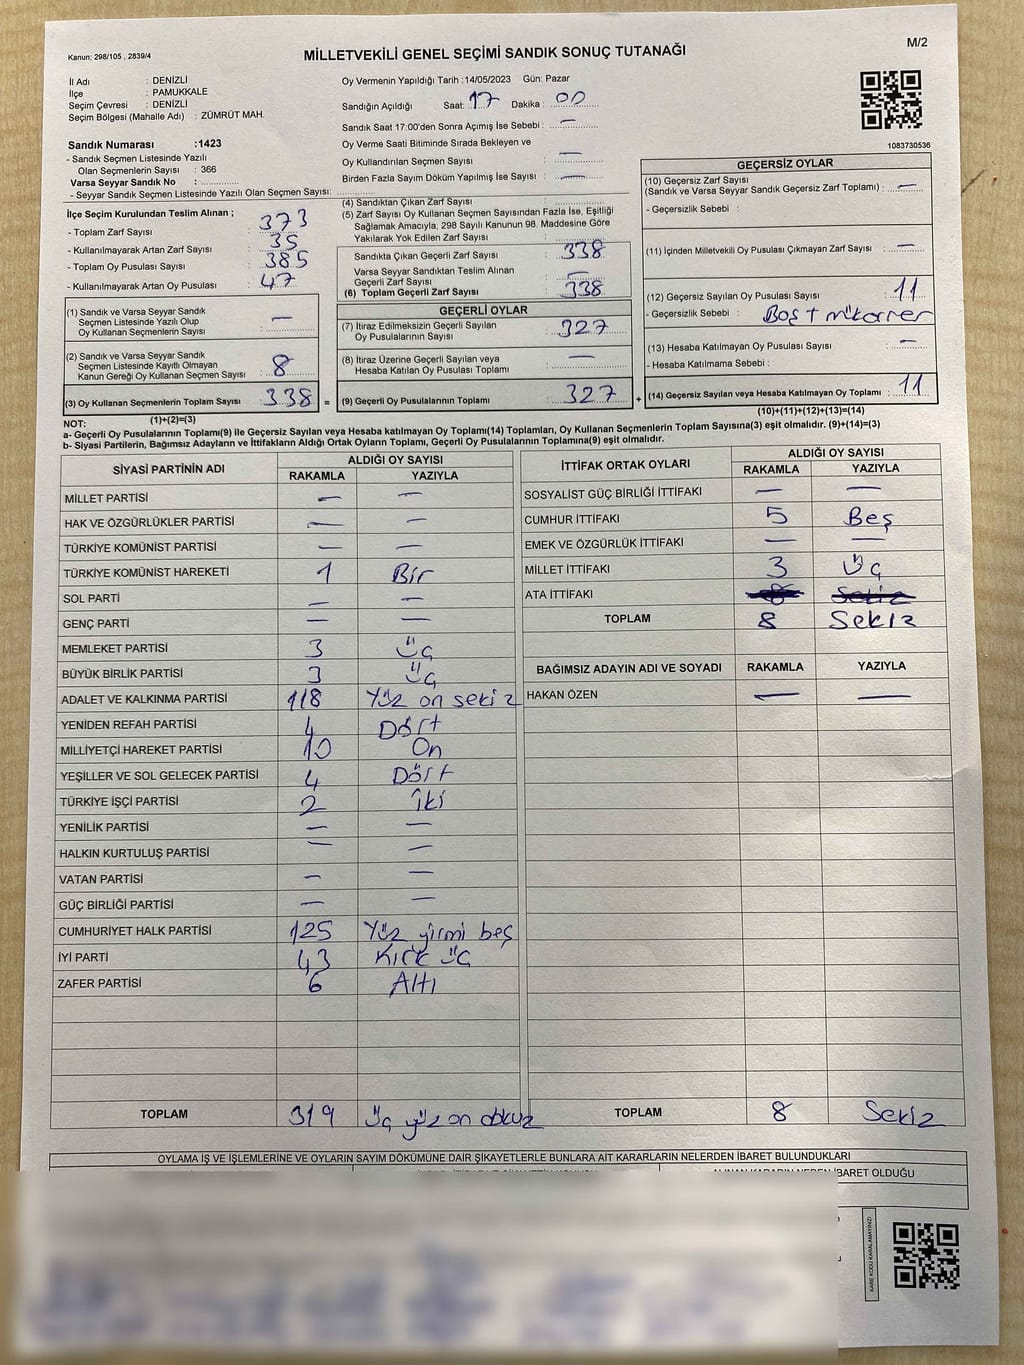 Kanun: 298/105 , 2839/4
MİLLETVEKİLİ GENEL SEÇİMİ SANDIK SONUÇ TUTANAĞI
M/2
İl Adı : DENİZLİ
İlçe : PAMUKKALE
Seçim Çevresi : DENİZLİ
Seçim Bölgesi (Mahalle Adı) : ZÜMRÜT MAH.
Sandık Numarası :1423
- Sandık Seçmen Listesinde Yazılı
Olan Seçmenlerin Sayısı : 366
Varsa Seyyar Sandık No :
- Seyyar Sandık Seçmen Listesinde Yazılı Olan Seçmen Sayısı:
Oy Vermenin Yapıldığı Tarih :14/05/2023 Gün: Pazar
Sandığın Açıldığı Saat: 17 Dakika : 00
Sandık Saat 17:00'den Sonra Açımış İse Sebebi : —
Oy Verme Saati Bitiminde Sırada Bekleyen ve
Oy Kullandırılan Seçmen Sayısı : —
Birden Fazla Sayım Döküm Yapılmış İse Sayısı : —
1083730536
İlçe Seçim Kurulundan Teslim Alınan ;
- Toplam Zarf Sayısı : 373
- Kullanılmayarak Artan Zarf Sayısı : 35
- Toplam Oy Pusulası Sayısı : 385
- Kullanılmayarak Artan Oy Pusulası : 47
(1) Sandık ve Varsa Seyyar Sandık
Seçmen Listesinde Yazılı Olup
Oy Kullanan Seçmenlerin Sayısı : —
(2) Sandık ve Varsa Seyyar Sandık
Seçmen Listesinde Kayıtlı Olmayan
Kanun Gereği Oy Kullanan Seçmen Sayısı : 8
(3) Oy Kullanan Seçmenlerin Toplam Sayısı : 338 =
(1)+(2)=(3)
(4) Sandıktan Çıkan Zarf Sayısı :
(5) Zarf Sayısı Oy Kullanan Seçmen Sayısından Fazla İse, Eşitliği
Sağlamak Amacıyla; 298 Sayılı Kanunun 98. Maddesine Göre
Yakılarak Yok Edilen Zarf Sayısı :
Sandıkta Çıkan Geçerli Zarf Sayısı : 338
Varsa Seyyar Sandıktan Teslim Alınan
Geçerli Zarf Sayısı : —
(6) Toplam Geçerli Zarf Sayısı : 338
GEÇERLİ OYLAR
(7) İtiraz Edilmeksizin Geçerli Sayılan
Oy Pusulalarının Sayısı : 327
(8) İtiraz Üzerine Geçerli Sayılan veya
Hesaba Katılan Oy Pusulası Toplamı : —
(9) Geçerli Oy Pusulalarının Toplamı : 327 +
GEÇERSİZ OYLAR
(10) Geçersiz Zarf Sayısı
(Sandık ve Varsa Seyyar Sandık Geçersiz Zarf Toplamı) : —
- Geçersizlik Sebebi :
(11) İçinden Milletvekili Oy Pusulası Çıkmayan Zarf Sayısı : —
(12) Geçersiz Sayılan Oy Pusulası Sayısı : 11
- Geçersizlik Sebebi : Boş + mükarrer
(13) Hesaba Katılmayan Oy Pusulası Sayısı : —
- Hesaba Katılmama Sebebi :
(14) Geçersiz Sayılan veya Hesaba Katılmayan Oy Toplamı : 11
(10)+(11)+(12)+(13)=(14)
NOT:
a- Geçerli Oy Pusulalarının Toplamı(9) ile Geçersiz Sayılan veya Hesaba Katılmayan Oy Toplamı(14) Toplamları, Oy Kullanan Seçmenlerin Toplam Sayısına(3) eşit olmalıdır. (9)+(14)=(3)
b- Siyasi Partilerin, Bağımsız Adayların ve İttifakların Aldığı Ortak Oyların Toplamı, Geçerli Oy Pusulalarının Toplamına(9) eşit olmalıdır.
SİYASİ PARTİNİN ADI ALDIĞI OY SAYISI
RAKAMLA YAZIYLA
MİLLET PARTİSİ — —
HAK VE ÖZGÜRLÜKLER PARTİSİ — —
TÜRKİYE KOMÜNİST PARTİSİ — —
TÜRKİYE KOMÜNİST HAREKETİ 1 Bir
SOL PARTİ — —
GENÇ PARTİ — —
MEMLEKET PARTİSİ 3 Üç
BÜYÜK BİRLİK PARTİSİ 3 Üç
ADALET VE KALKINMA PARTİSİ 118 Yüz on sekiz
YENİDEN REFAH PARTİSİ 4 Dört
MİLLİYETÇİ HAREKET PARTİSİ 10 On
YEŞİLLER VE SOL GELECEK PARTİSİ 4 Dört
TÜRKİYE İŞÇİ PARTİSİ 2 İki
YENİLİK PARTİSİ — —
HALKIN KURTULUŞ PARTİSİ — —
VATAN PARTİSİ — —
GÜÇ BİRLİĞİ PARTİSİ — —
CUMHURİYET HALK PARTİSİ 125 Yüz yirmi beş
İYİ PARTİ 43 Kırk üç
ZAFER PARTİSİ 6 Altı
TOPLAM 319 Üç yüz on dokuz
İTTİFAK ORTAK OYLARI ALDIĞI OY SAYISI
RAKAMLA YAZIYLA
SOSYALİST GÜÇ BİRLİĞİ İTTİFAKI — —
CUMHUR İTTİFAKI 5 Beş
EMEK VE ÖZGÜRLÜK İTTİFAKI — —
MİLLET İTTİFAKI 3 Üç
ATA İTTİFAKI 8 Sekiz
TOPLAM 8 Sekiz
BAĞIMSIZ ADAYIN ADI VE SOYADI RAKAMLA YAZIYLA
HAKAN ÖZEN — —
TOPLAM 8 Sekiz
OYLAMA İŞ VE İŞLEMLERİNE VE OYLARIN SAYIM DÖKÜMÜNE DAİR ŞİKAYETLERLE BUNLARA AİT KARARLARIN NELERDEN İBARET BULUNDUKLARI
ALINAN KARARIN NEDEN İBARET OLDUĞU
KARE KODU KARALAMAYINIZ!